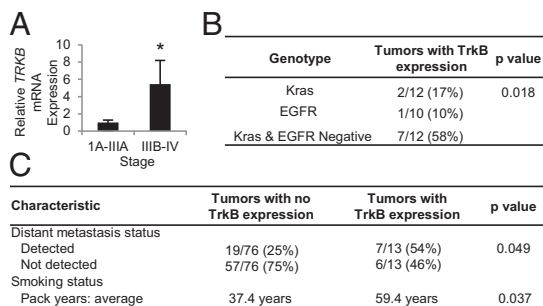 A
*
10
8
6
4
2
0
Relative TRKB
mRNA
Expression
1A-IIIA IIIB-IV
Stage
B
Genotype Tumors with TrkB expression p value
Kras 2/12 (17%) 0.018
EGFR 1/10 (10%)
Kras & EGFR Negative 7/12 (58%)
C
Characteristic Tumors with no TrkB expression Tumors with TrkB expression p value
Distant metastasis status
Detected 19/76 (25%) 7/13 (54%) 0.049
Not detected 57/76 (75%) 6/13 (46%)
Smoking status
Pack years: average 37.4 years 59.4 years 0.037